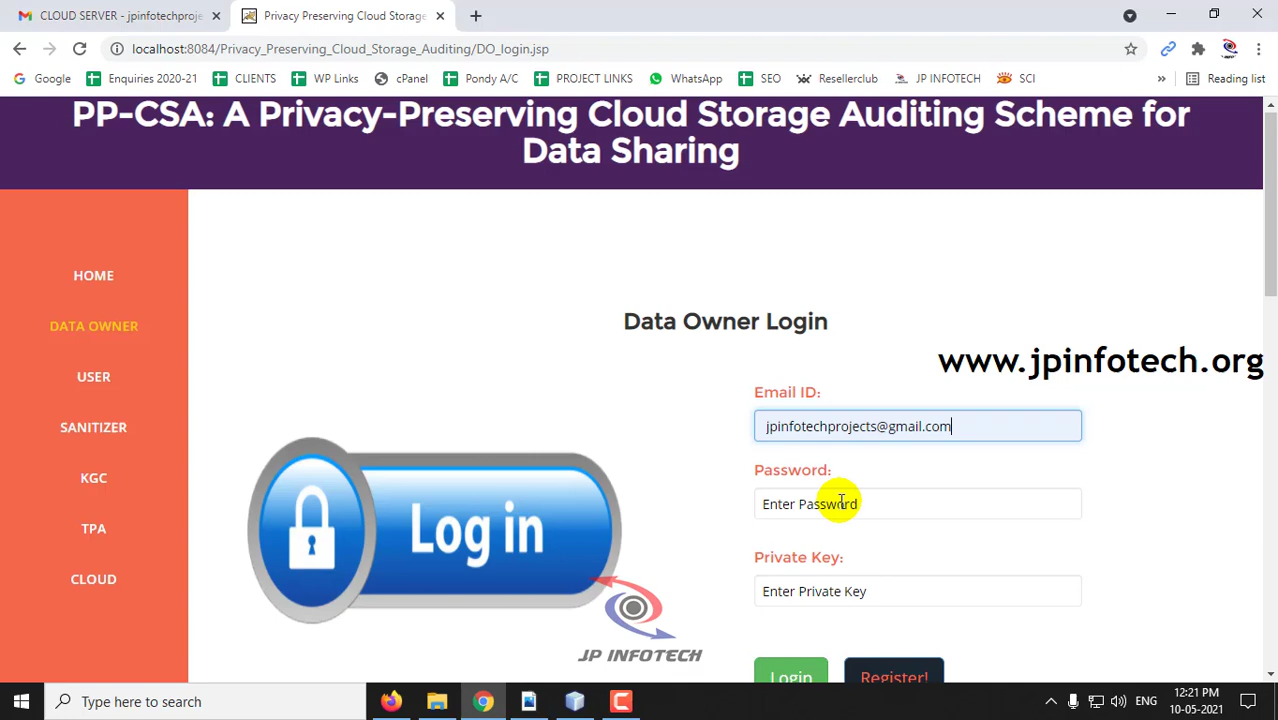 CLOUD SERVER - jpinfotechproje
Privacy Preserving Cloud Storage
localhost:8084/Privacy_Preserving_Cloud_Storage_Auditing/DO_login.jsp
Google
Enquiries 2020-21
CLIENTS
WP Links
cPanel
Pondy A/C
PROJECT LINKS
WhatsApp
SEO
Resellerclub
JP INFOTECH
SCI
»
Reading list
PP-CSA: A Privacy-Preserving Cloud Storage Auditing Scheme for
Data Sharing
HOME
DATA OWNER
USER
SANITIZER
KGC
TPA
CLOUD
Data Owner Login
www.jpinfotech.org
Email ID:
jpinfotechprojects@gmail.com
Password:
Enter Password
Private Key:
Enter Private Key
Log in
JP INFOTECH
Login
Register!
Type here to search
ENG
12:21 PM
10-05-2021